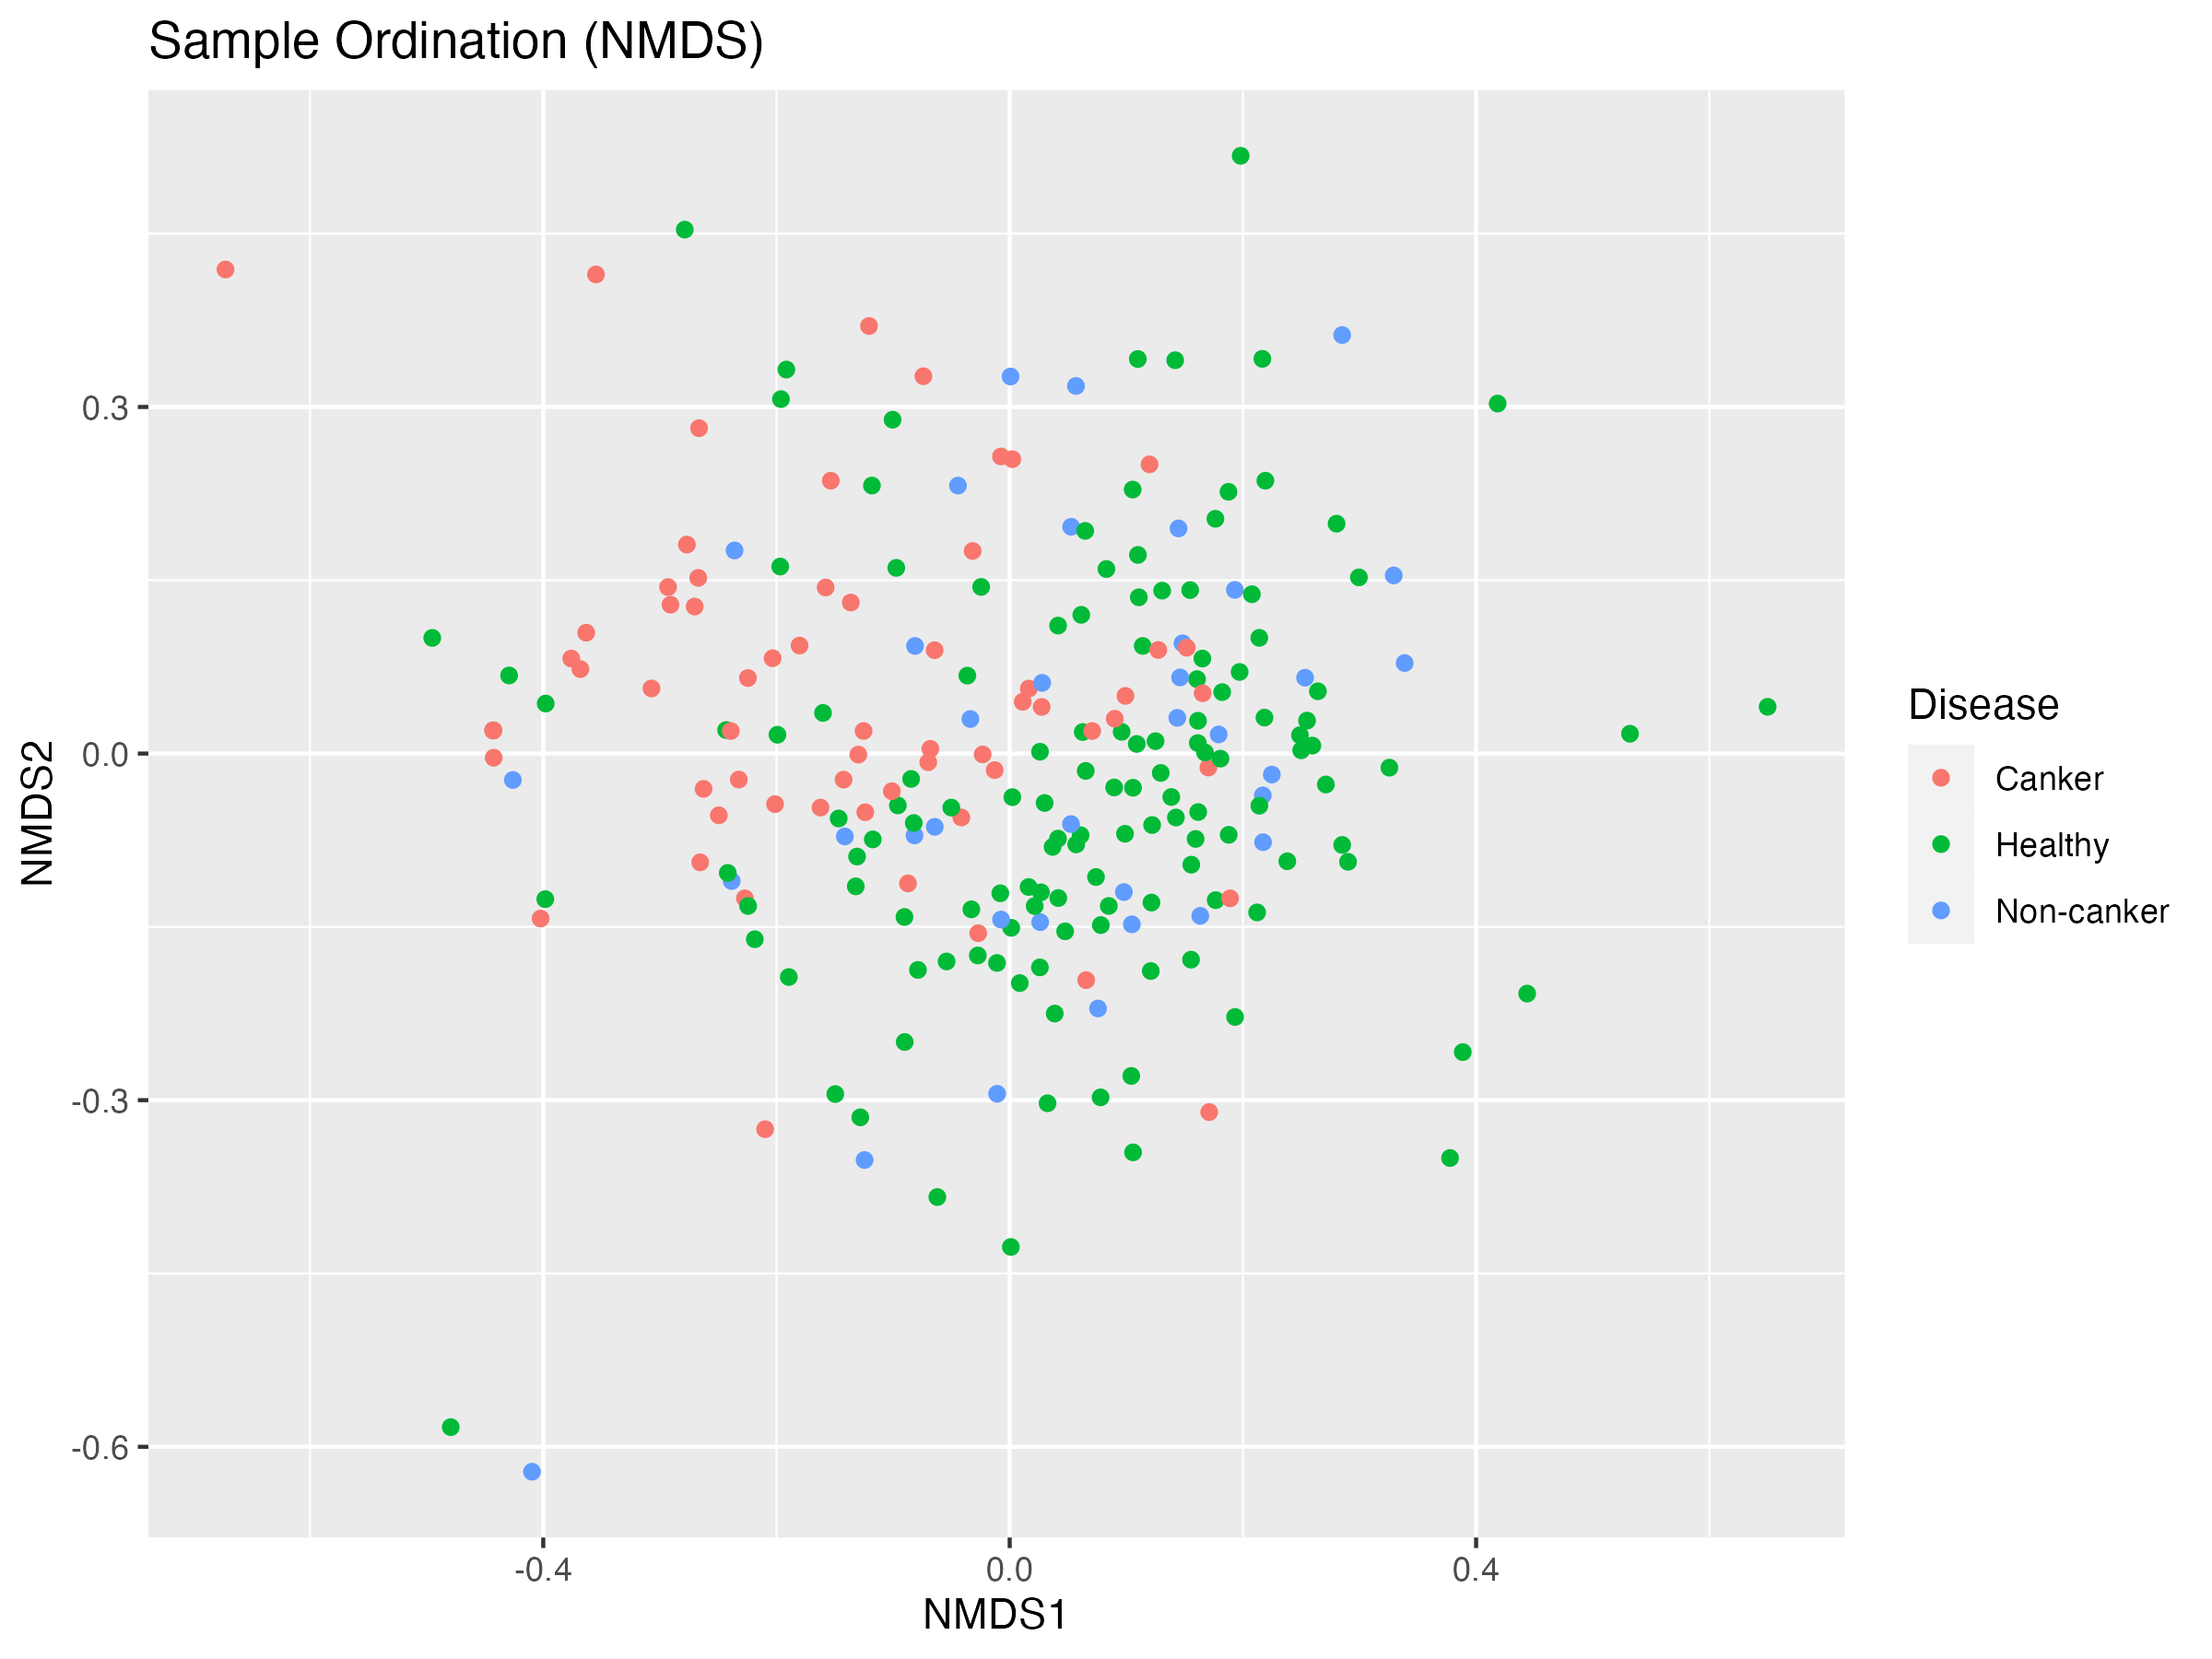 Sample Ordination (NMDS)
NMDS2
0.3
0.0
-0.3
-0.6
-0.4
0.0
0.4
NMDS1
Disease
Canker
Healthy
Non-canker